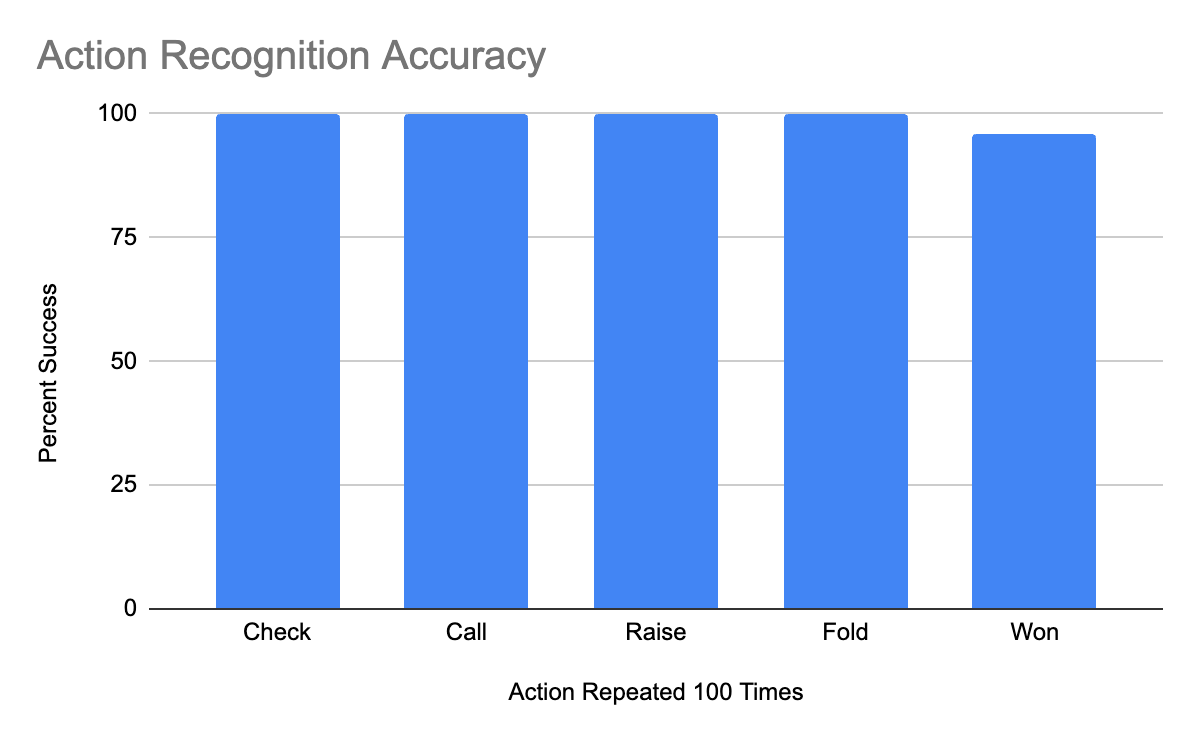 Action Recognition Accuracy
100
75
50
25
0
Percent Success
Check
Call
Raise
Fold
Won
Action Repeated 100 Times